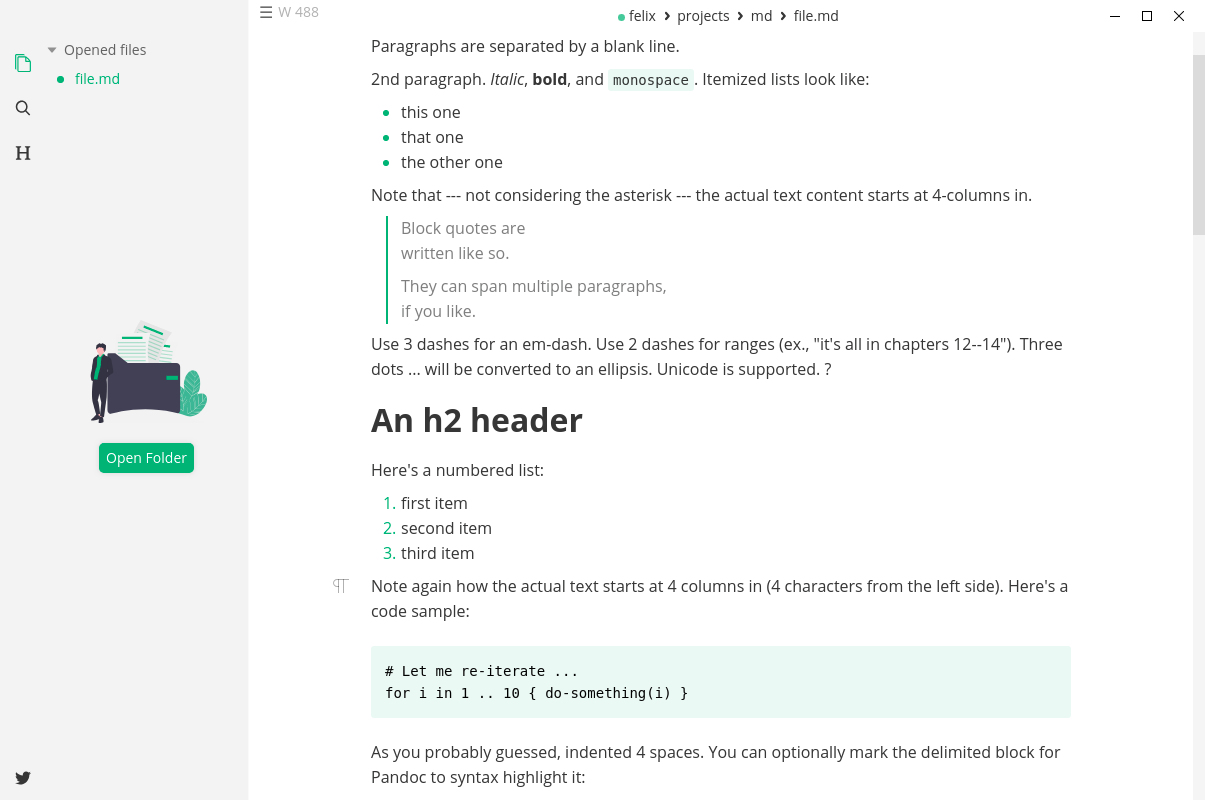 ☰ W 488
felix › projects › md › file.md
Opened files
file.md
H
Open Folder
Paragraphs are separated by a blank line.
2nd paragraph. Italic, bold, and monospace. Itemized lists look like:
• this one
• that one
• the other one
Note that --- not considering the asterisk --- the actual text content starts at 4-columns in.
Block quotes are
written like so.
They can span multiple paragraphs,
if you like.
Use 3 dashes for an em-dash. Use 2 dashes for ranges (ex., "it's all in chapters 12--14"). Three
dots ... will be converted to an ellipsis. Unicode is supported. ?
An h2 header
Here's a numbered list:
1. first item
2. second item
3. third item
Note again how the actual text starts at 4 columns in (4 characters from the left side). Here's a
code sample:
# Let me re-iterate ...
for i in 1 .. 10 { do-something(i) }
As you probably guessed, indented 4 spaces. You can optionally mark the delimited block for
Pandoc to syntax highlight it: